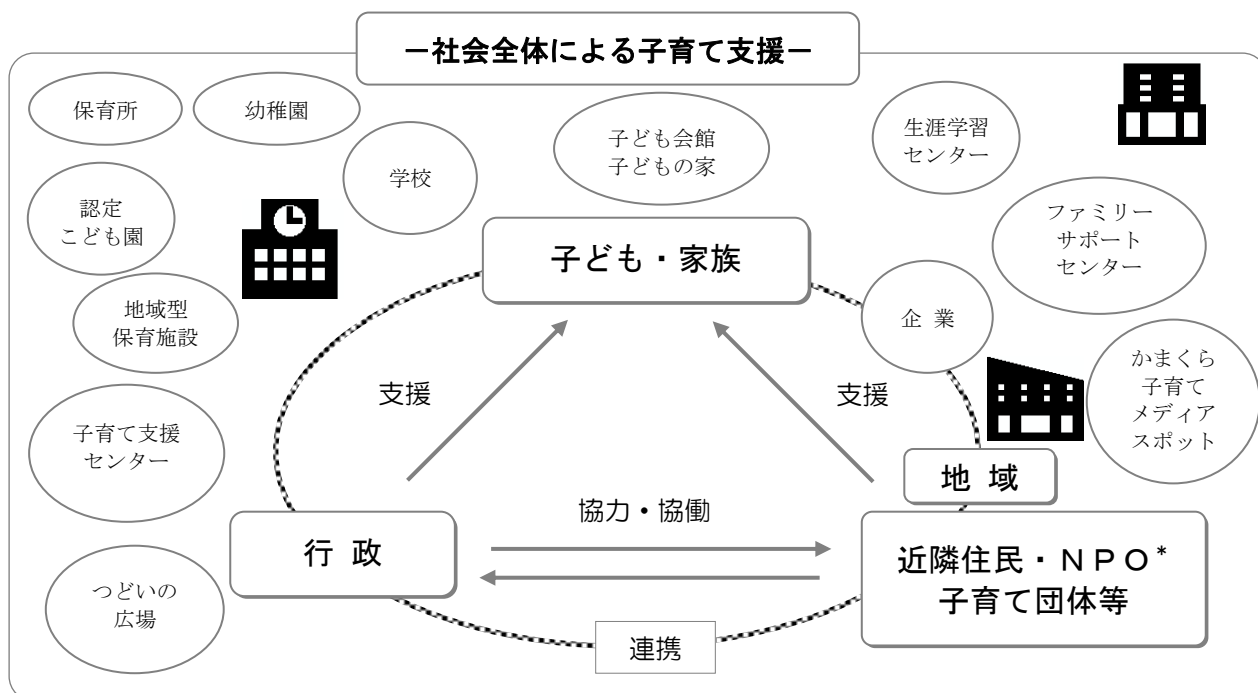 －社会全体による子育て支援－
保育所
幼稚園
学校
子ども会館
子どもの家
生涯学習
センター
認定
こども園
ファミリー
サポート
センター
子ども・家族
地域型
保育施設
企 業
かまくら
子育て
メディア
スポット
支援
支援
子育て支援
センター
地 域
協力・協働
行 政
近隣住民・ＮＰＯ*
子育て団体等
つどいの
広場
連携